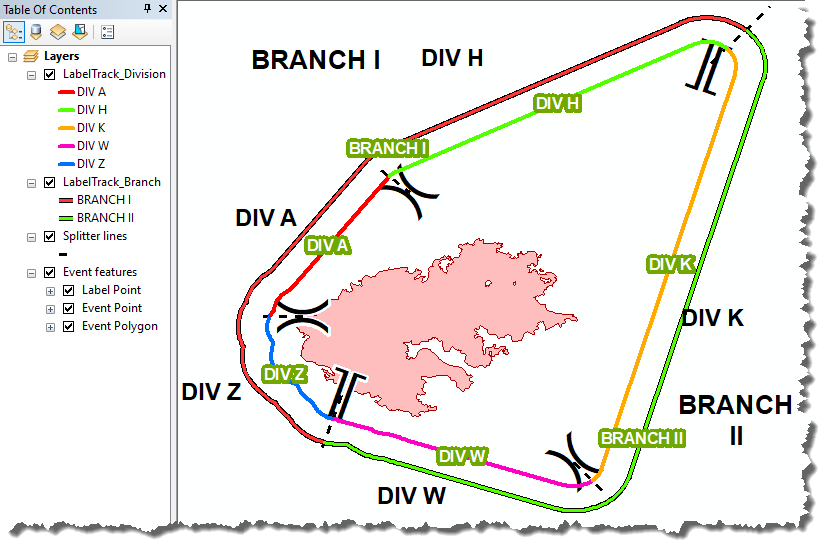 Table Of Contents
Layers
LabelTrack_Division
DIV A
DIV H
DIV K
DIV W
DIV Z
LabelTrack_Branch
BRANCH I
BRANCH II
Splitter lines
Event features
Label Point
Event Point
Event Polygon
BRANCH I
DIV H
DIV H
BRANCH I
DIV A
DIV A
DIV K
DIV K
DIV Z
DIV Z
BRANCH
II
BRANCH II
DIV W
DIV W